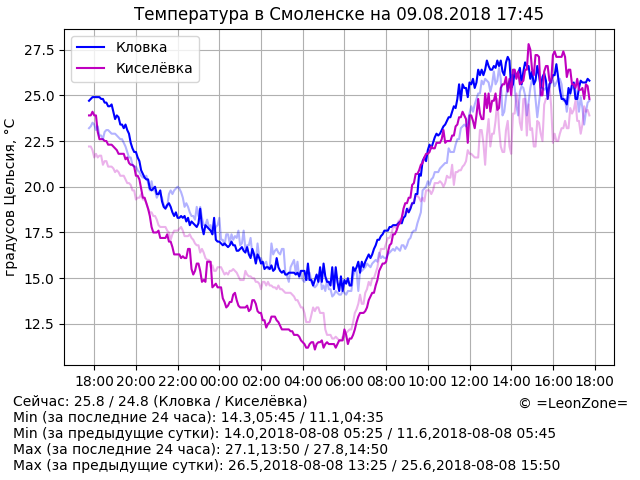 Температура в Смоленске на 09.08.2018 17:45
Кловка
Киселёвка
градусов Цельсия, °C
27.5
25.0
22.5
20.0
17.5
15.0
12.5
18:00 20:00 22:00 00:00 02:00 04:00 06:00 08:00 10:00 12:00 14:00 16:00 18:00
Сейчас: 25.8 / 24.8 (Кловка / Киселёвка)
© =LeonZone=
Min (за последние 24 часа): 14.3,05:45 / 11.1,04:35
Min (за предыдущие сутки): 14.0,2018-08-08 05:25 / 11.6,2018-08-08 05:45
Max (за последние 24 часа): 27.1,13:50 / 27.8,14:50
Max (за предыдущие сутки): 26.5,2018-08-08 13:25 / 25.6,2018-08-08 15:50